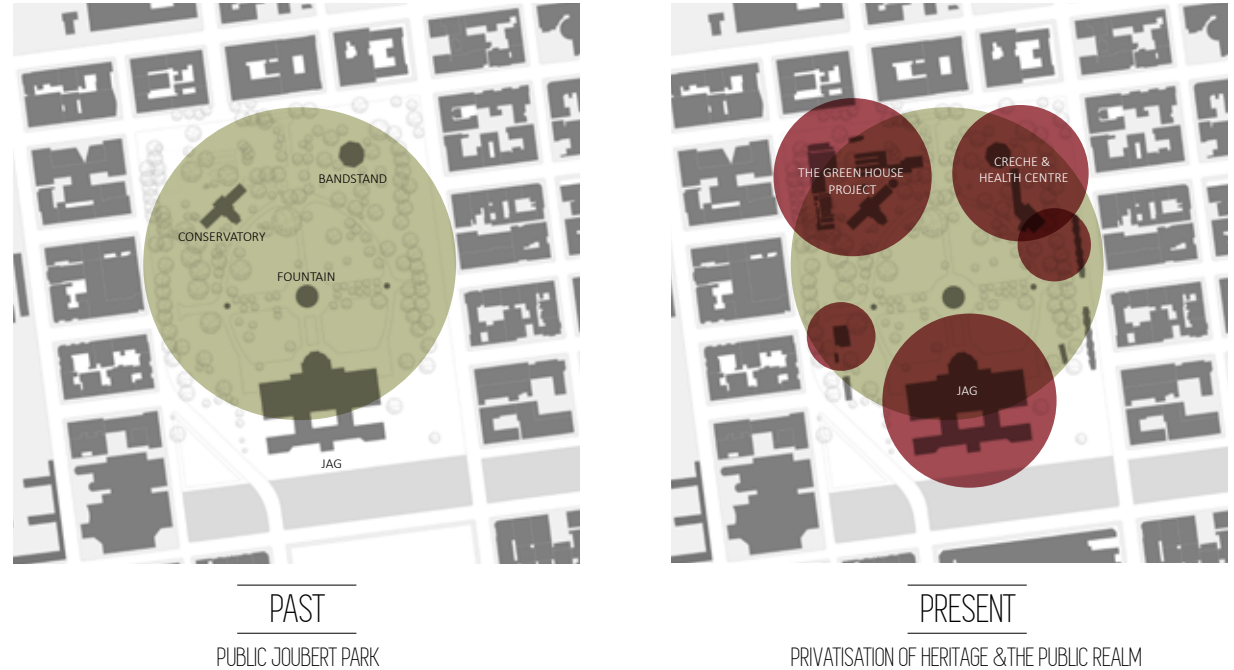 BANDSTAND
CONSERVATORY
FOUNTAIN
JAG
PAST
PUBLIC JOUBERT PARK
THE GREEN HOUSE
PROJECT
CRECHE &
HEALTH CENTRE
JAG
PRESENT
PRIVATISATION OF HERITAGE &THE PUBLIC REALM